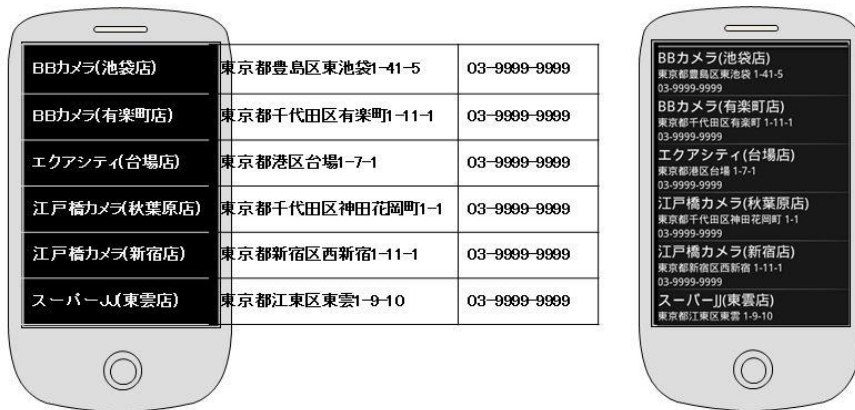 BBカメラ(池袋店) 東京都豊島区東池袋1-41-5 03-9999-9999
BBカメラ(有楽町店) 東京都千代田区有楽町1-11-1 03-9999-9999
エクアシティ(台場店) 東京都港区台場1-7-1 03-9999-9999
江戸橋カメラ(秋葉原店) 東京都千代田区神田花岡町1-1 03-9999-9999
江戸橋カメラ(新宿店) 東京都新宿区西新宿1-11-1 03-9999-9999
スーパーJJ(東雲店) 東京都江東区東雲1-9-10 03-9999-9999
BBカメラ(池袋店)
東京都豊島区東池袋 1-41-5
03-9999-9999
BBカメラ(有楽町店)
東京都千代田区有楽町 1-11-1
03-9999-9999
エクアシティ(台場店)
東京都港区台場 1-7-1
03-9999-9999
江戸橋カメラ(秋葉原店)
東京都千代田区神田花岡町 1-1
03-9999-9999
江戸橋カメラ(新宿店)
東京都新宿区西新宿 1-11-1
03-9999-9999
スーパーJJ(東雲店)
東京都江東区東雲 1-9-10